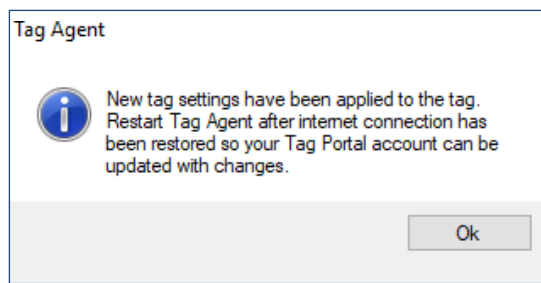 Tag Agent
New tag settings have been applied to the tag.
Restart Tag Agent after internet connection has
been restored so your Tag Portal account can be
updated with changes.
Ok